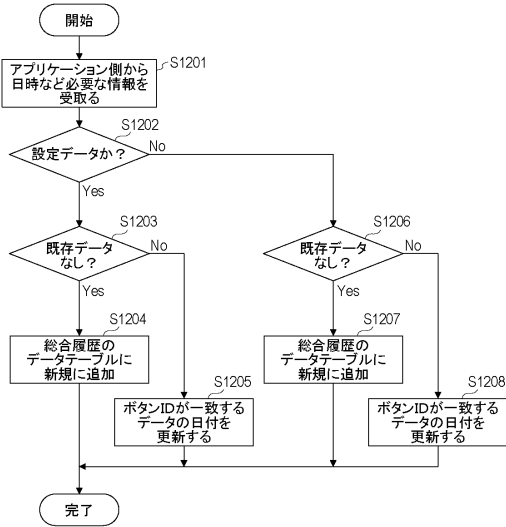 開始
S1201
アプリケーション側から
日時など必要な情報を
受取る
S1202
設定データか？
No
Yes
S1203
既存データ
なし？
No
Yes
S1206
既存データ
なし？
No
Yes
S1204
総合履歴の
データテーブルに
新規に追加
S1207
総合履歴の
データテーブルに
新規に追加
S1205
ボタンIDが一致する
データの日付を
更新する
S1208
ボタンIDが一致する
データの日付を
更新する
完了